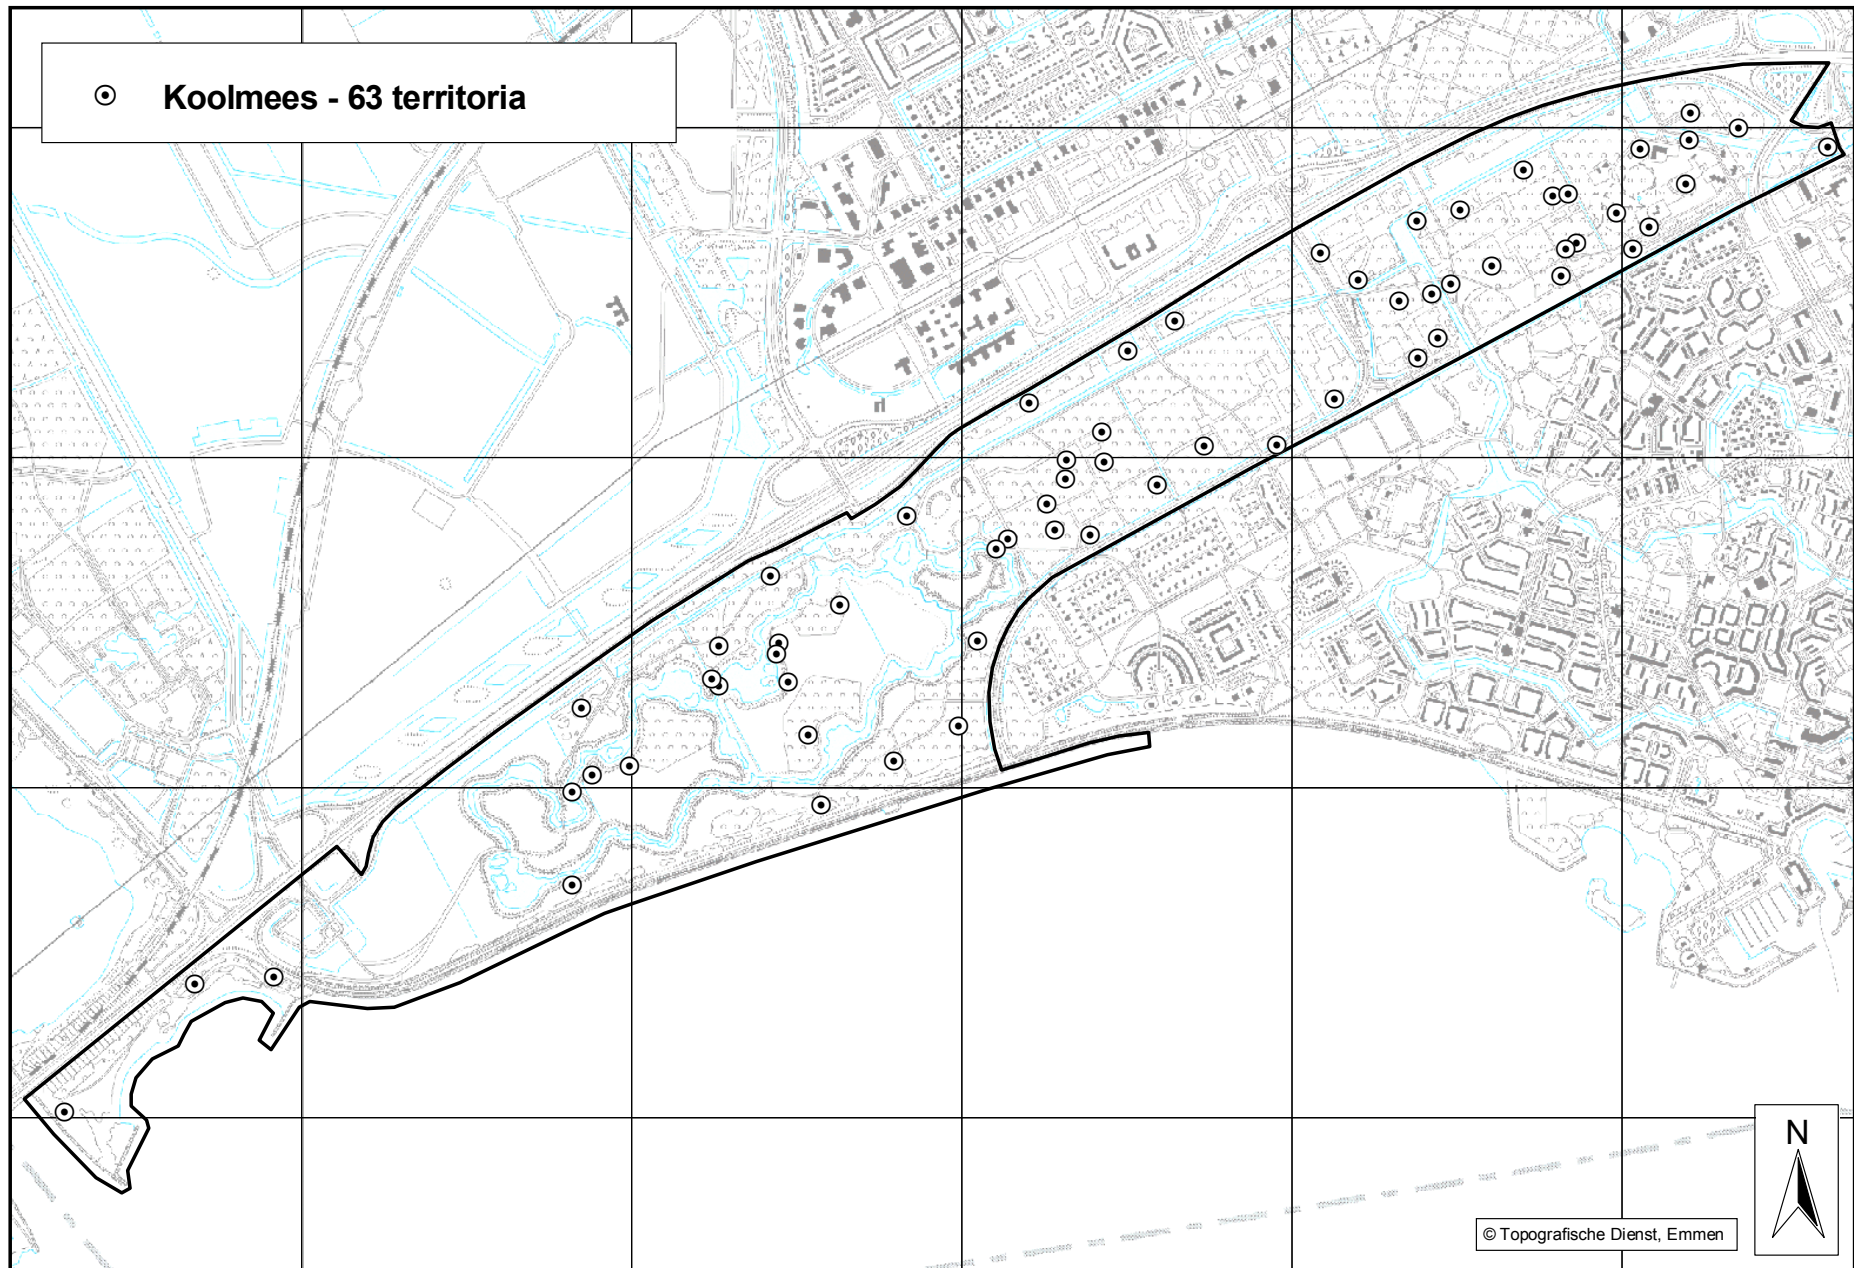 Koolmees - 63 territoria
N
© Topografische Dienst, Emmen